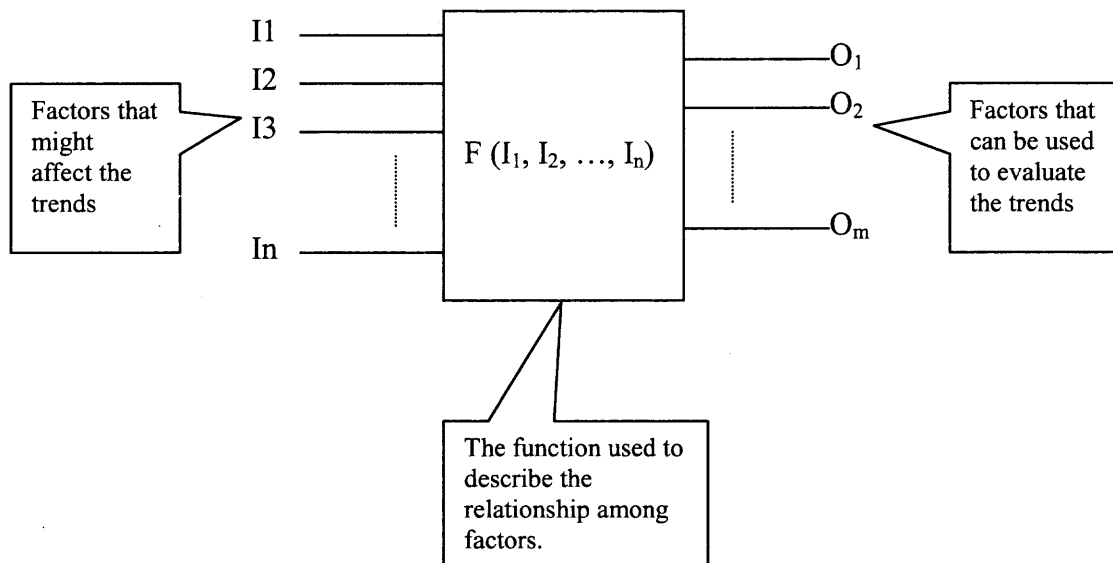 I1
I2
I3
In
Factors that
might
affect the
trends
F (I₁, I₂, ..., Iₙ)
O₁
O₂
Oₘ
Factors that
can be used
to evaluate
the trends
The function used to
describe the
relationship among
factors.